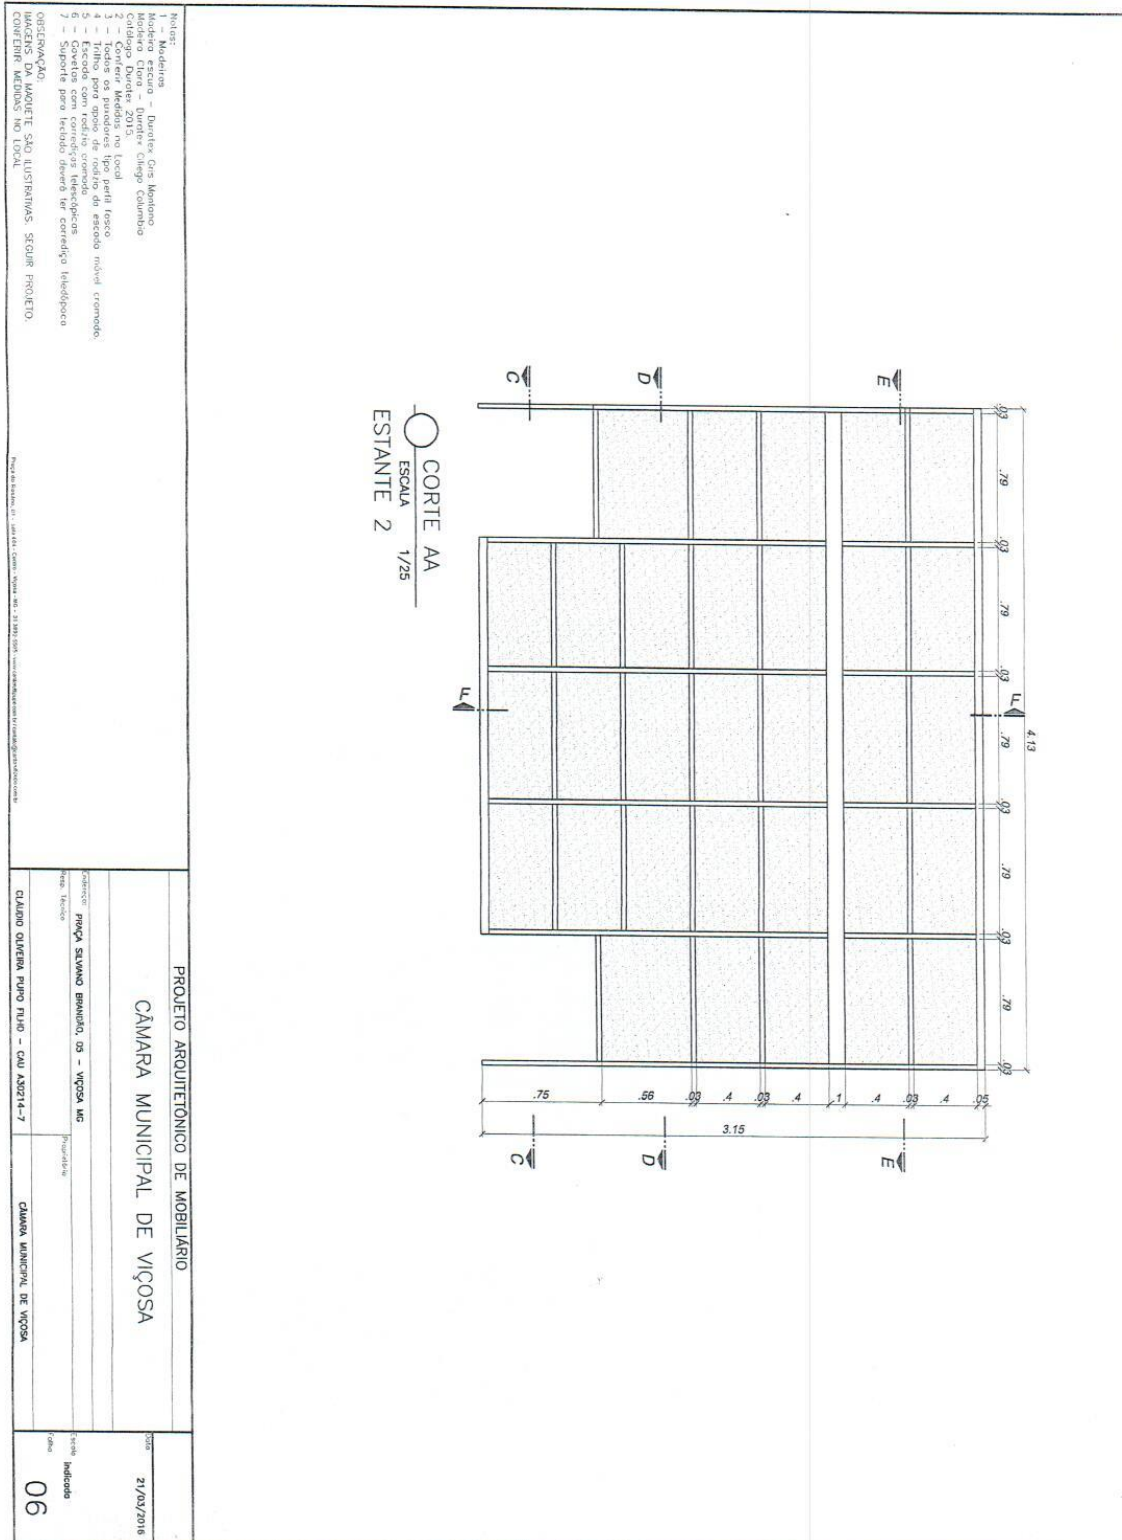 4.13
.03 .79 .03 .79 .03 .79 .03 .79 .03 .79 .03
F
E
D
C
E
D
C
F
.05
.4
.03
.4
.1
.4
.03
.4
.03
.56
.75
3.15
CORTE AA
ESCALA 1/25
ESTANTE 2
Notas:
1 - Madeiras
Madeira escura - Duratex Gris Montana
Madeira Clara - Duratex Ciliego Columbia
Catálogo Duratex 2015.
2 - Conferir Medidas no Local
3 - Todos os puxadores tipo perfil fosco
4 - Trilho para apoio de rodízio da escada móvel cromado.
5 - Escada com rodízio cromado
6 - Gavetas com corrediças telescópicas
7 - Suporte para teclado deverá ter corrediça
OBSERVAÇÃO:
IMAGENS DA MAQUETE SÃO ILUSTRATIVAS. SEGUIR PROJETO.
CONFERIR MEDIDAS NO LOCAL
PROJETO ARQUITETÔNICO DE MOBILIÁRIO
CÂMARA MUNICIPAL DE VIÇOSA
Endereço: PRAÇA SILVIANO BRANDÃO, 05 - VIÇOSA MG
Resp. Técnico
CLÁUDIO OLIVEIRA PUPO FILHO - CAU A30214-7
Proprietário:
CÂMARA MUNICIPAL DE VIÇOSA
Data
21/03/2016
Escala
indicada
Folha
06